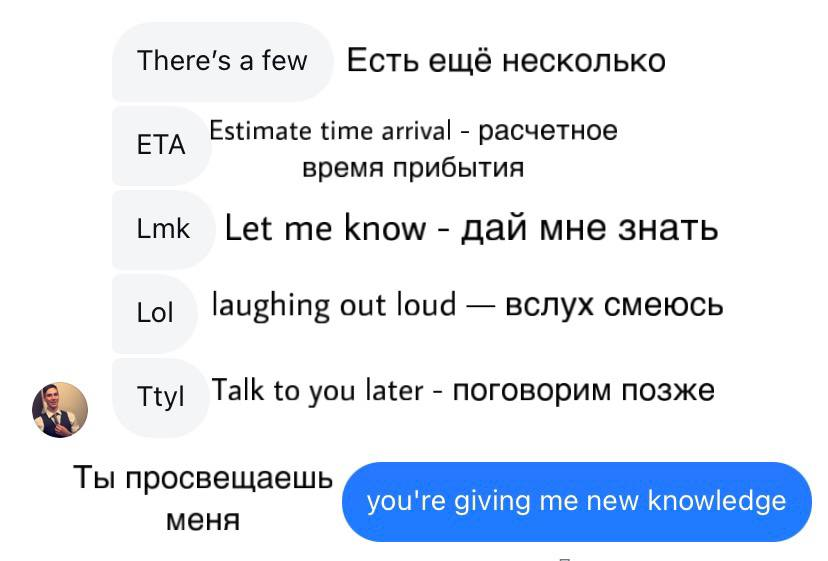 There's a few Есть ещё несколько
ETA Estimate time arrival - расчетное
время прибытия
Lmk Let me know - дай мне знать
Lol laughing out loud — вслух смеюсь
Ttyl Talk to you later - поговорим позже
Ты просвещаешь
меня
you're giving me new knowledge